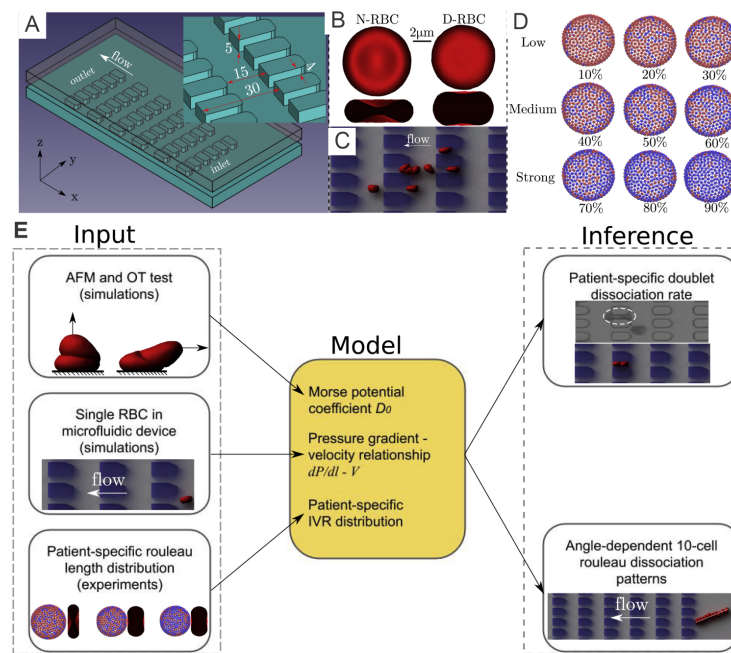 A
flow
outlet
inlet
z
y
x
5
15
30
4
B
N-RBC
2μm
D-RBC
C
flow
D
Low
10%
20%
30%
Medium
40%
50%
60%
Strong
70%
80%
90%
E
Input
AFM and OT test
(simulations)
Single RBC in
microfluidic device
(simulations)
flow
Patient-specific rouleau
length distribution
(experiments)
Model
Morse potential
coefficient D0
Pressure gradient -
velocity relationship
dP/dl - V
Patient-specific
IVR distribution
Inference
Patient-specific doublet
dissociation rate
Angle-dependent 10-cell
rouleau dissociation
patterns
flow